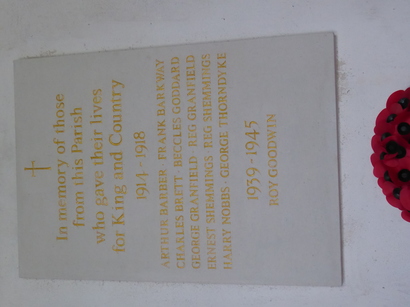 In memory of those
from this Parish
who gave their lives
for King and Country
1914-1918
ARTHUR BARBER FRANK BARKWAY
CHARLES BRITT · BECCLES GODDARD
GEORGE GRANFIELD REG GRANFIELD
ERNEST SHEMMINGS REG SHEMMINGS
HARRY NOBBS · GEORGE THORNDYKE
1939-1945
ROY GOODWIN